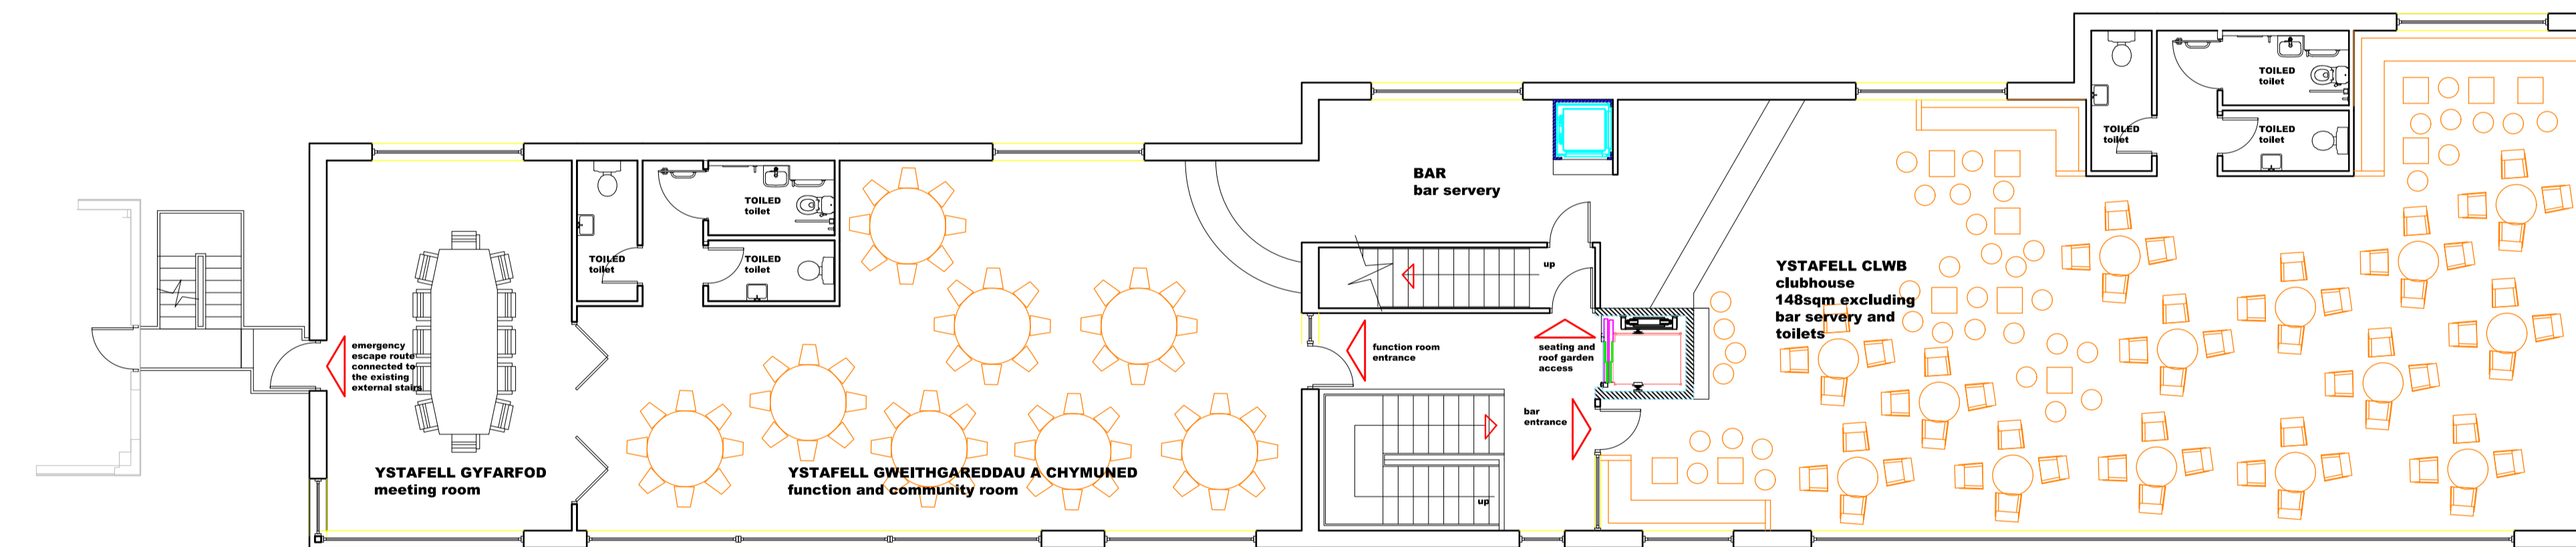 emergency
escape route
connected to
the existing
external stairs
YSTAFELL GYFARFOD
meeting room
TOILED
toilet
TOILED
toilet
TOILED
toilet
YSTAFELL GWEITHGAREDDAU A CHYMUNED
function and community room
BAR
bar servery
up
function room
entrance
seating and
roof garden
access
bar
entrance
up
YSTAFELL CLWB
clubhouse
148sqm excluding
bar servery and
toilets
TOILED
toilet
TOILED
toilet
TOILED
toilet